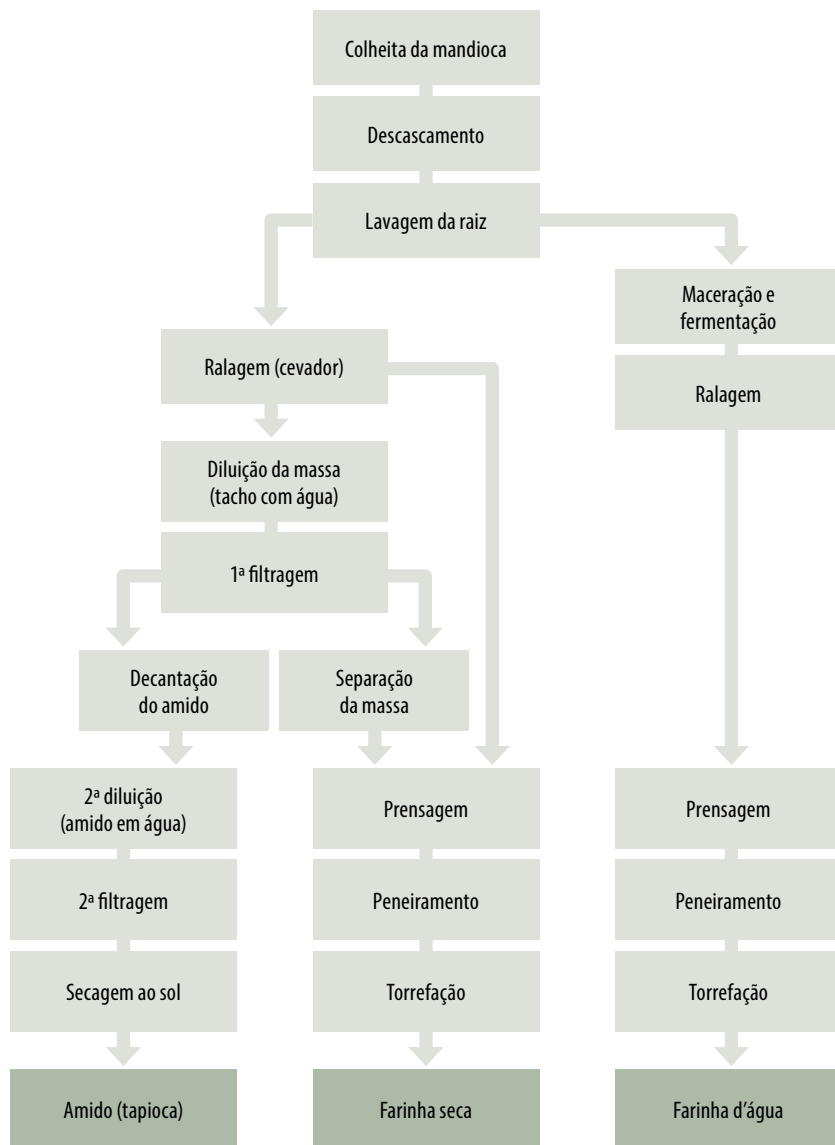 Colheita da mandioca
Descascamento
Lavagem da raiz
Maceração e
fermentação
Ralagem (cevador)
Ralagem
Diluição da massa
(tacho com água)
1ª filtragem
Decantação
do amido
Separação
da massa
2ª diluição
(amido em água)
Prensagem
Prensagem
2ª filtragem
Peneiramento
Peneiramento
Secagem ao sol
Torrefação
Torrefação
Amido (tapioca)
Farinha seca
Farinha d’água